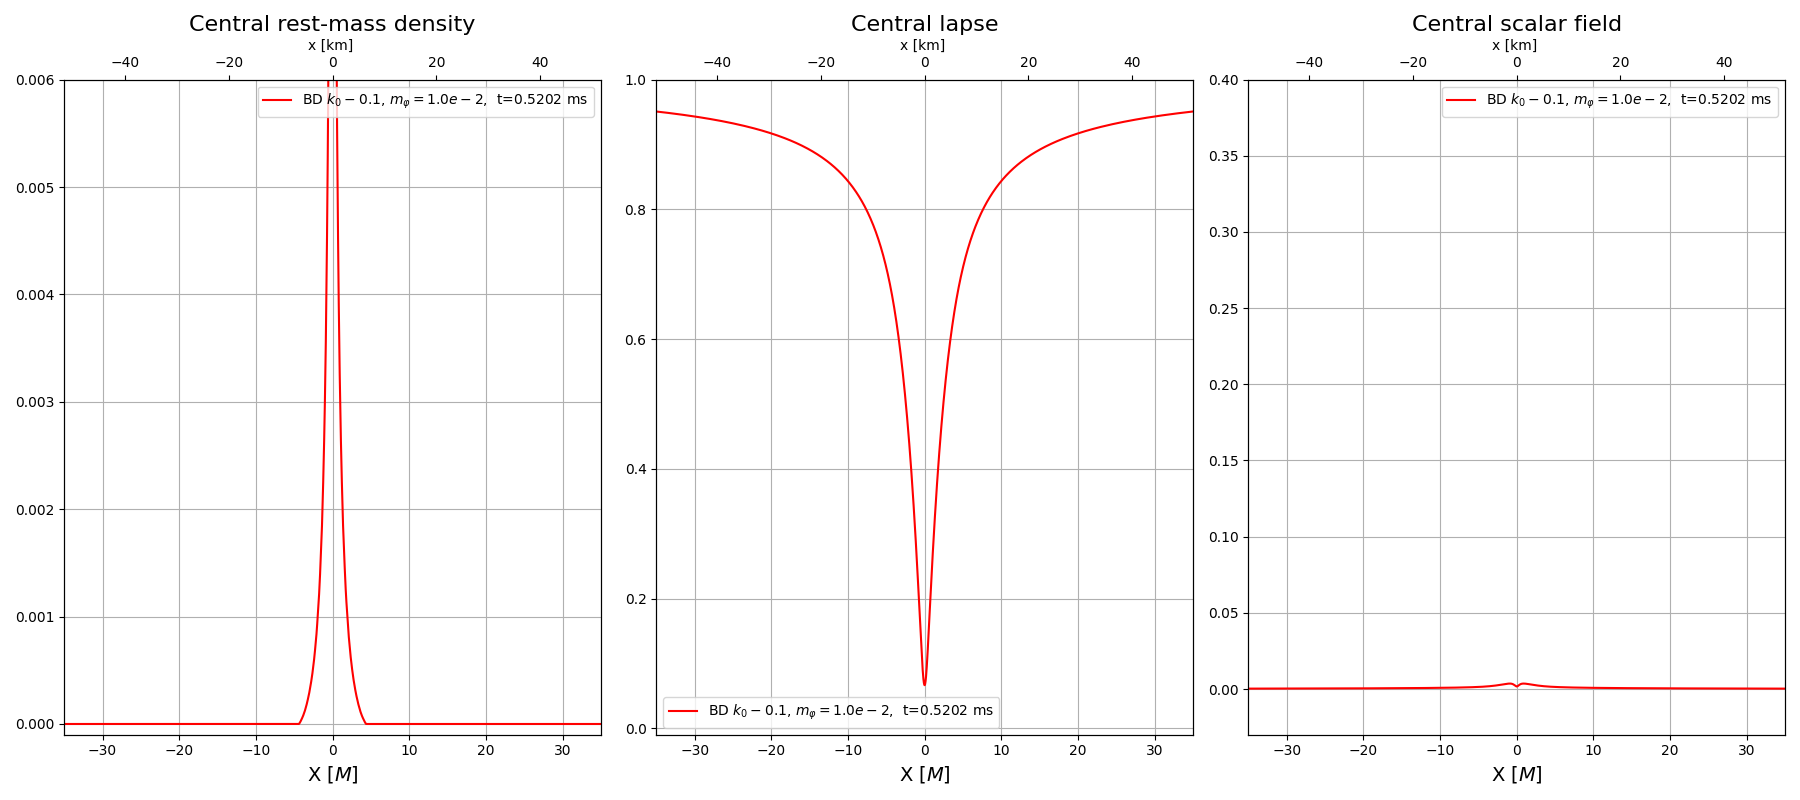 Central rest-mass density
x [km]
−40 −20 0 20 40
0.006
0.005
0.004
0.003
0.002
0.001
0.000
BD k₀ − 0.1, mᵩ = 1.0e − 2, t=0.5202 ms
−30 −20 −10 0 10 20 30
X [M]
Central lapse
x [km]
−40 −20 0 20 40
1.0
0.8
0.6
0.4
0.2
0.0
BD k₀ − 0.1, mᵩ = 1.0e − 2, t=0.5202 ms
−30 −20 −10 0 10 20 30
X [M]
Central scalar field
x [km]
−40 −20 0 20 40
0.40
0.35
0.30
0.25
0.20
0.15
0.10
0.05
0.00
BD k₀ − 0.1, mᵩ = 1.0e − 2, t=0.5202 ms
−30 −20 −10 0 10 20 30
X [M]